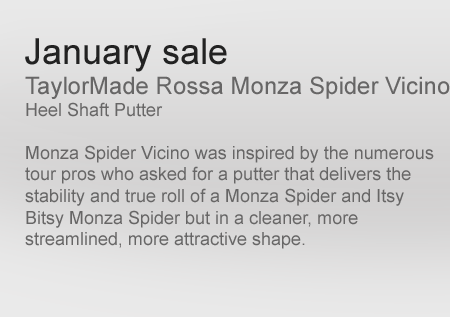 January sale
TaylorMade Rossa Monza Spider Vicino
Heel Shaft Putter
Monza Spider Vicino was inspired by the numerous
tour pros who asked for a putter that delivers the
stability and true roll of a Monza Spider and Itsy
Bitsy Monza Spider but in a cleaner, more
streamlined, more attractive shape.